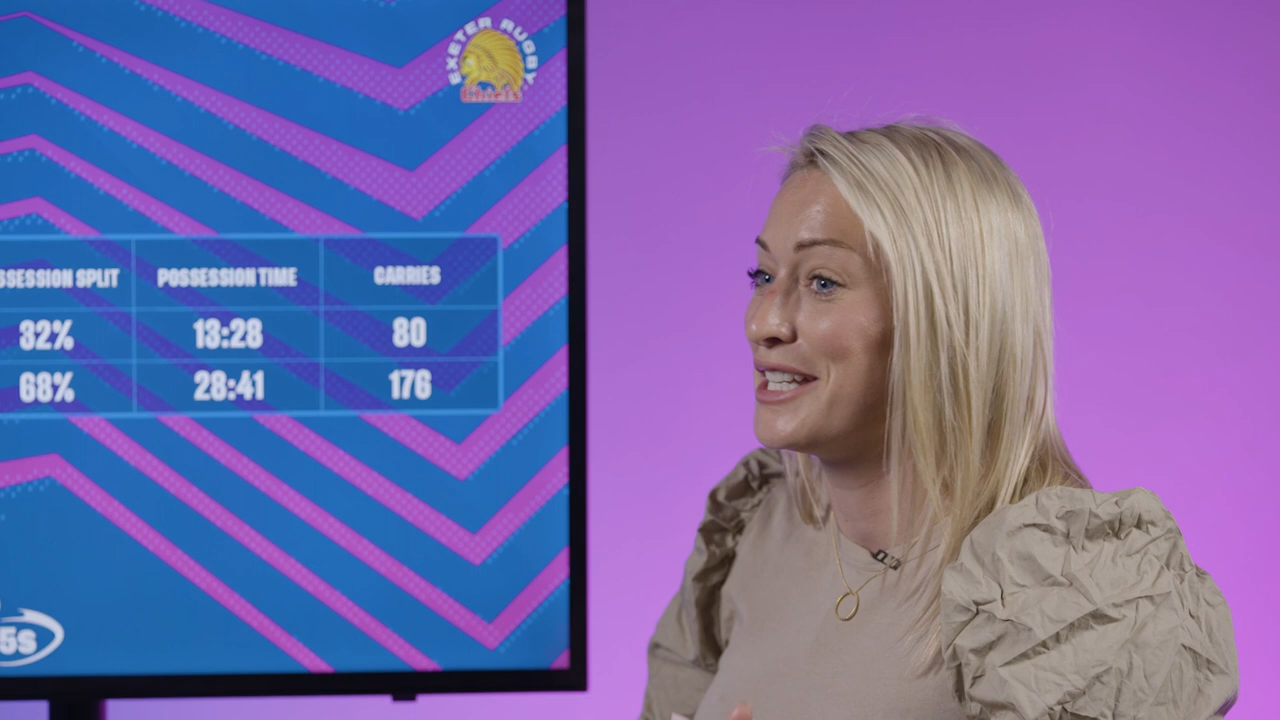 EXETER RUGBY
Chiefs
SSESSION SPLIT POSSESSION TIME CARRIES
32% 13:28 80
68% 28:41 176
5s